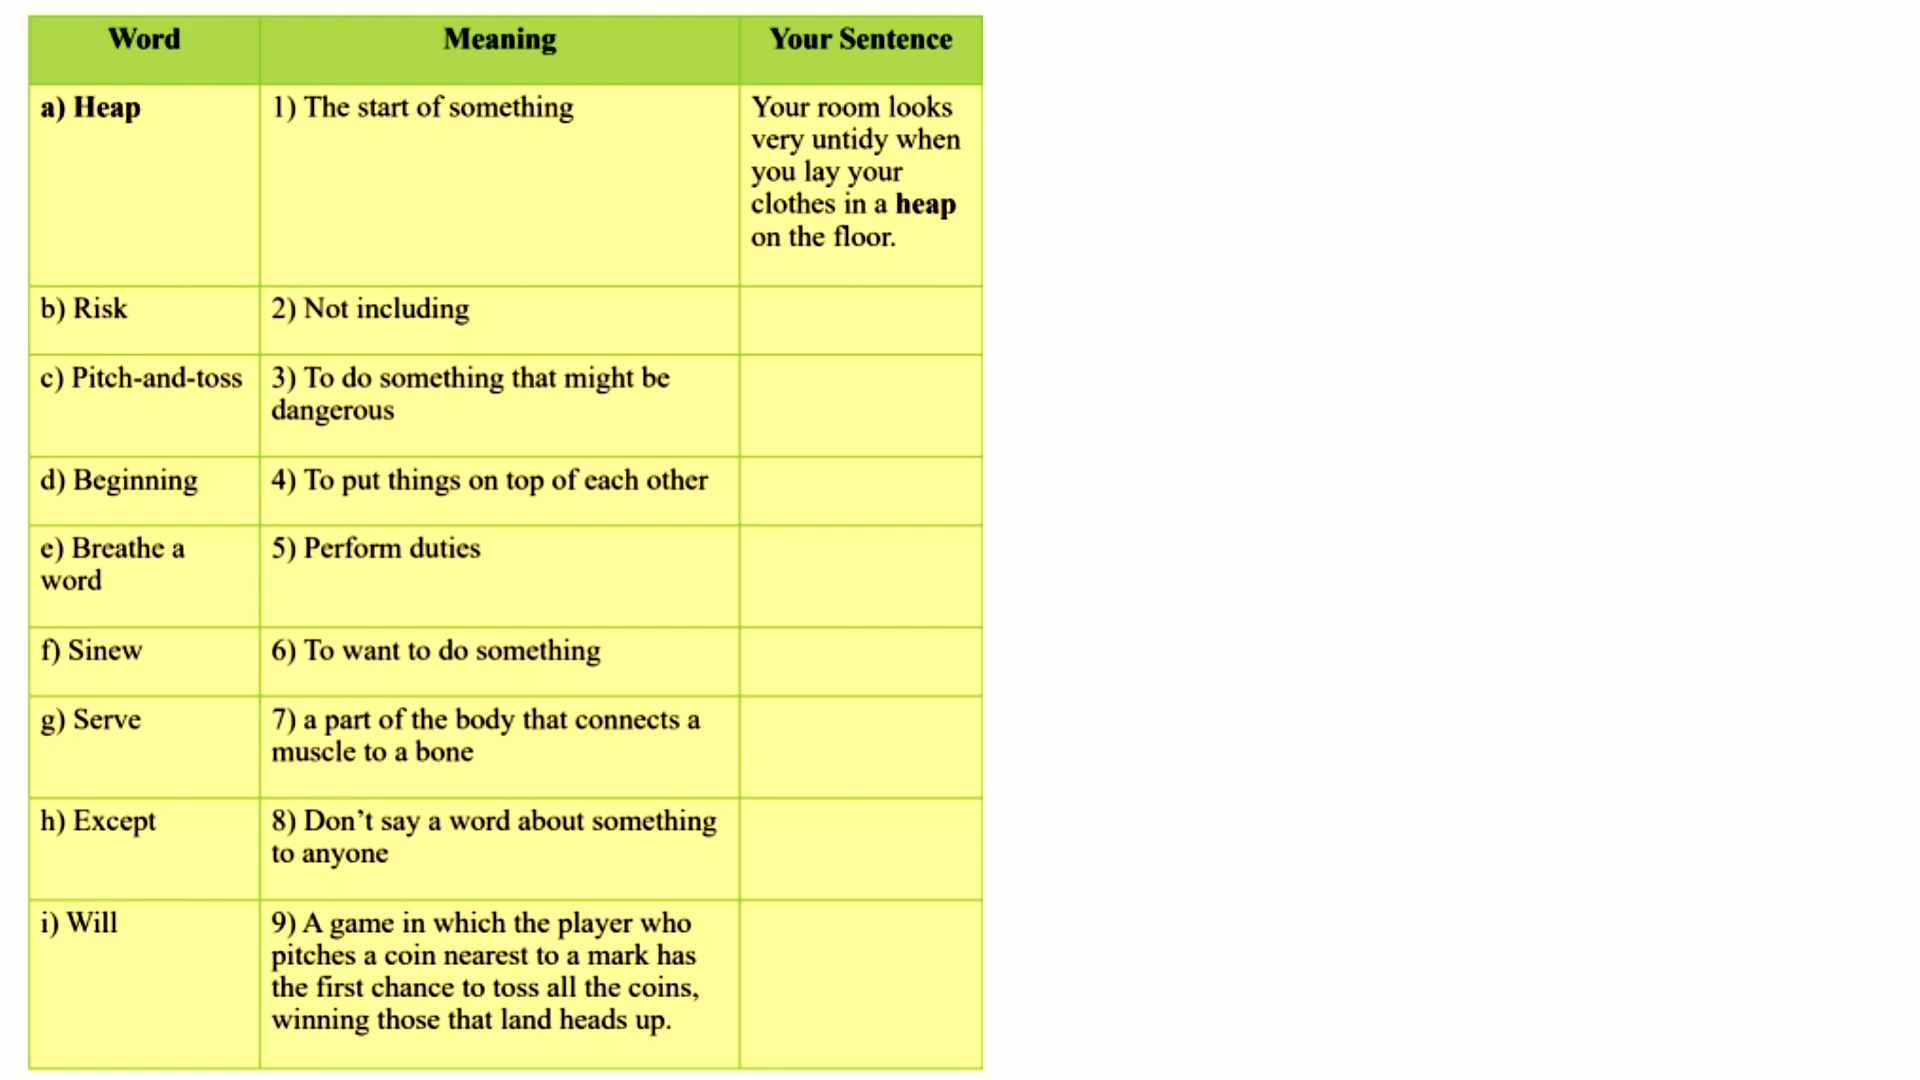 Word Meaning Your Sentence
a) Heap 1) The start of something Your room looks
very untidy when
you lay your
clothes in a heap
on the floor.
b) Risk 2) Not including
c) Pitch-and-toss 3) To do something that might be
dangerous
d) Beginning 4) To put things on top of each other
e) Breathe a
word
5) Perform duties
f) Sinew 6) To want to do something
g) Serve 7) a part of the body that connects a
muscle to a bone
h) Except 8) Don’t say a word about something
to anyone
i) Will 9) A game in which the player who
pitches a coin nearest to a mark has
the first chance to toss all the coins,
winning those that land heads up.